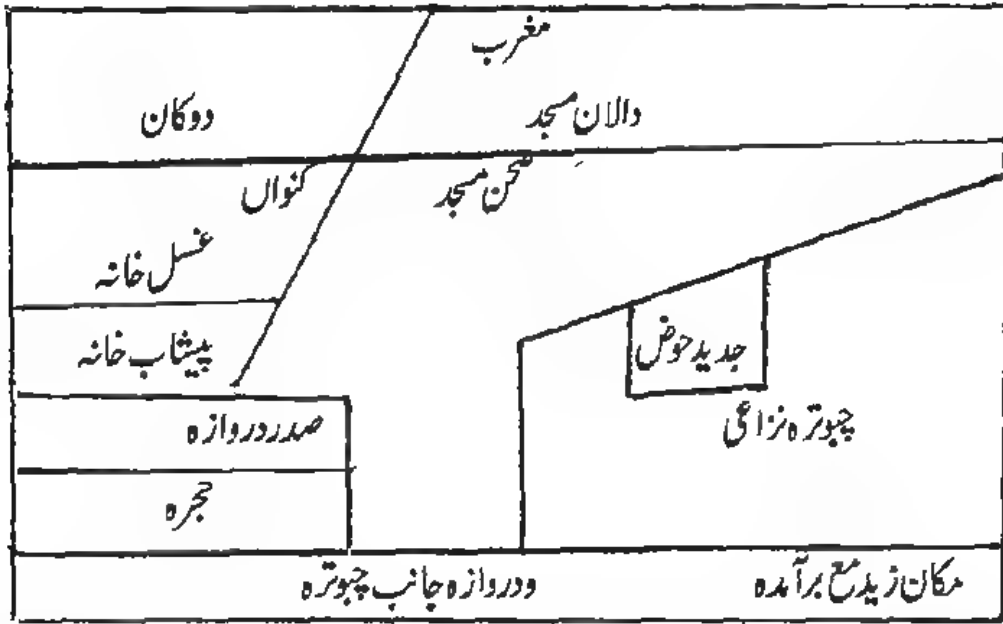 مغرب
دالان مسجد
دوکان
صحن مسجد
کنواں
غسل خانہ
جدید حوض
پیشاب خانہ
چبوترہ نزاعی
صدر دروازہ
حجرہ
مکان زید مع برآمدہ ودروازہ جانب چبوترہ